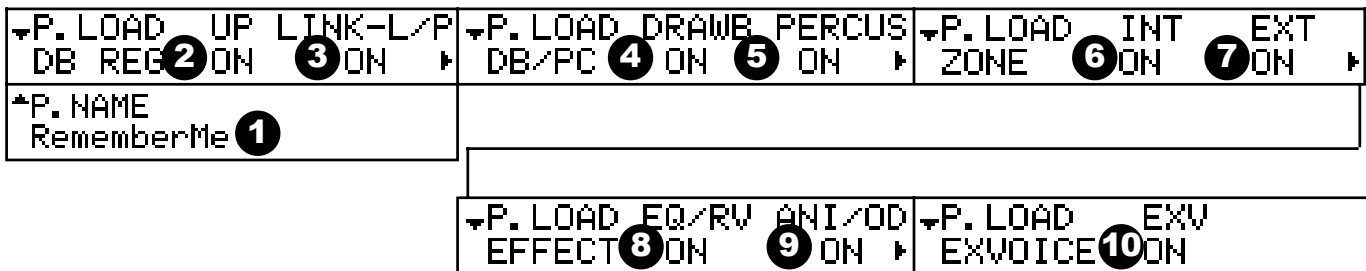 P.LOAD UP LINK-L/P
DB REG 2 ON 3 ON
P.LOAD DRAWB PERCUS
DB/PC 4 ON 5 ON
P.LOAD INT EXT
ZONE 6 ON 7 ON
P.NAME
RememberMe 1
P.LOAD EQ/RV ANI/OD
EFFECT 8 ON 9 ON
P.LOAD EXV
EXVOICE 10 ON